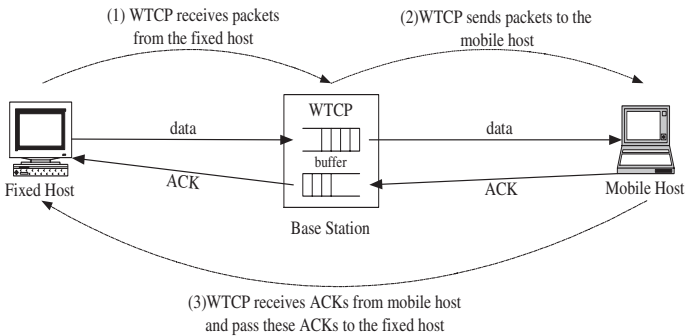 (1) WTCP receives packets
from the fixed host
(2)WTCP sends packets to the
mobile host
WTCP
data
data
buffer
ACK
ACK
Fixed Host
Mobile Host
Base Station
(3)WTCP receives ACKs from mobile host
and pass these ACKs to the fixed host